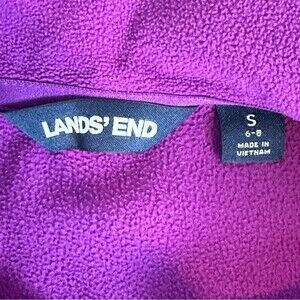 LANDS' END
S
6-8
MADE IN
VIETNAM